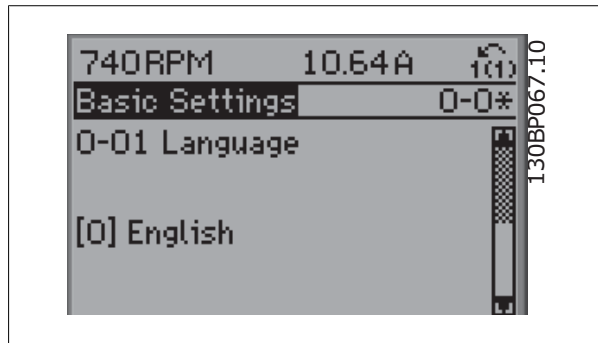 740RPM 10.64A 1(1)
Basic Settings 0-0*
0-01 Language
[0] English
130BP067.10